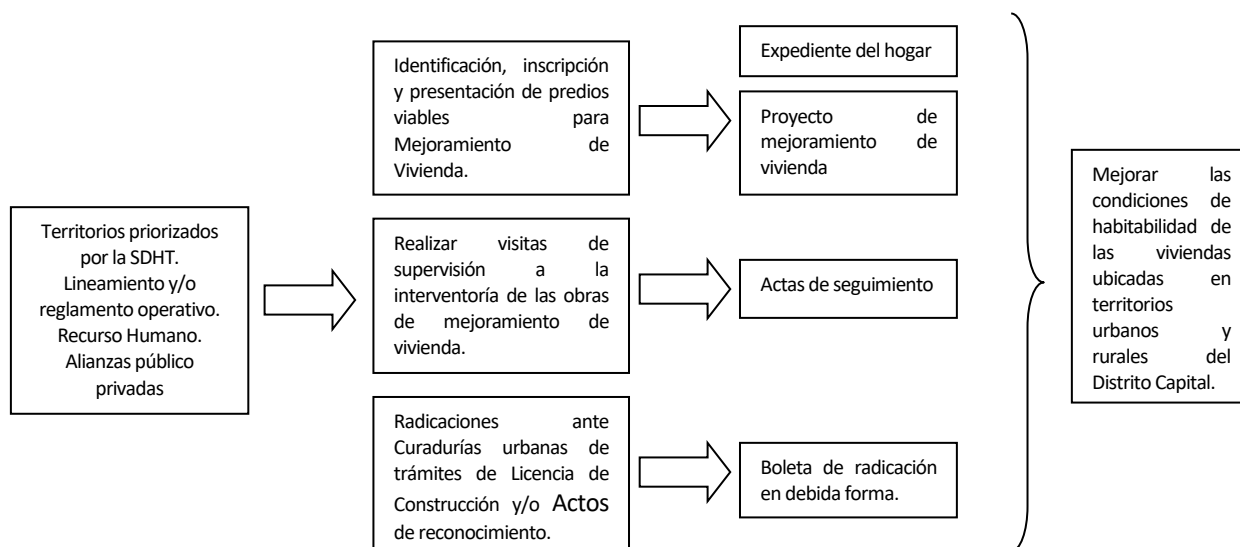 Territorios priorizados
por la SDHT.
Lineamiento y/o
reglamento operativo.
Recurso Humano.
Alianzas público
privadas
Identificación, inscripción
y presentación de predios
viables para
Mejoramiento de
Vivienda.
Realizar visitas de
supervisión a la
interventoría de las obras
de mejoramiento de
vivienda.
Radicaciones ante
Curadurías urbanas de
trámites de Licencia de
Construcción y/o Actos
de reconocimiento.
Expediente del hogar
Proyecto de
mejoramiento de
vivienda
Actas de seguimiento
Boleta de radicación
en debida forma.
Mejorar las
condiciones de
habitabilidad de
las viviendas
ubicadas en
territorios
urbanos y
rurales del
Distrito Capital.